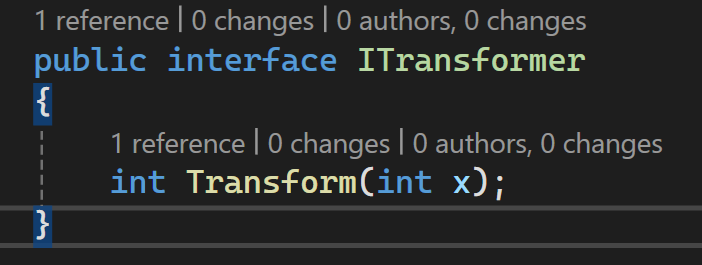 1 reference | 0 changes | 0 authors, 0 changes
public interface ITransformer
{
1 reference | 0 changes | 0 authors, 0 changes
int Transform(int x);
}